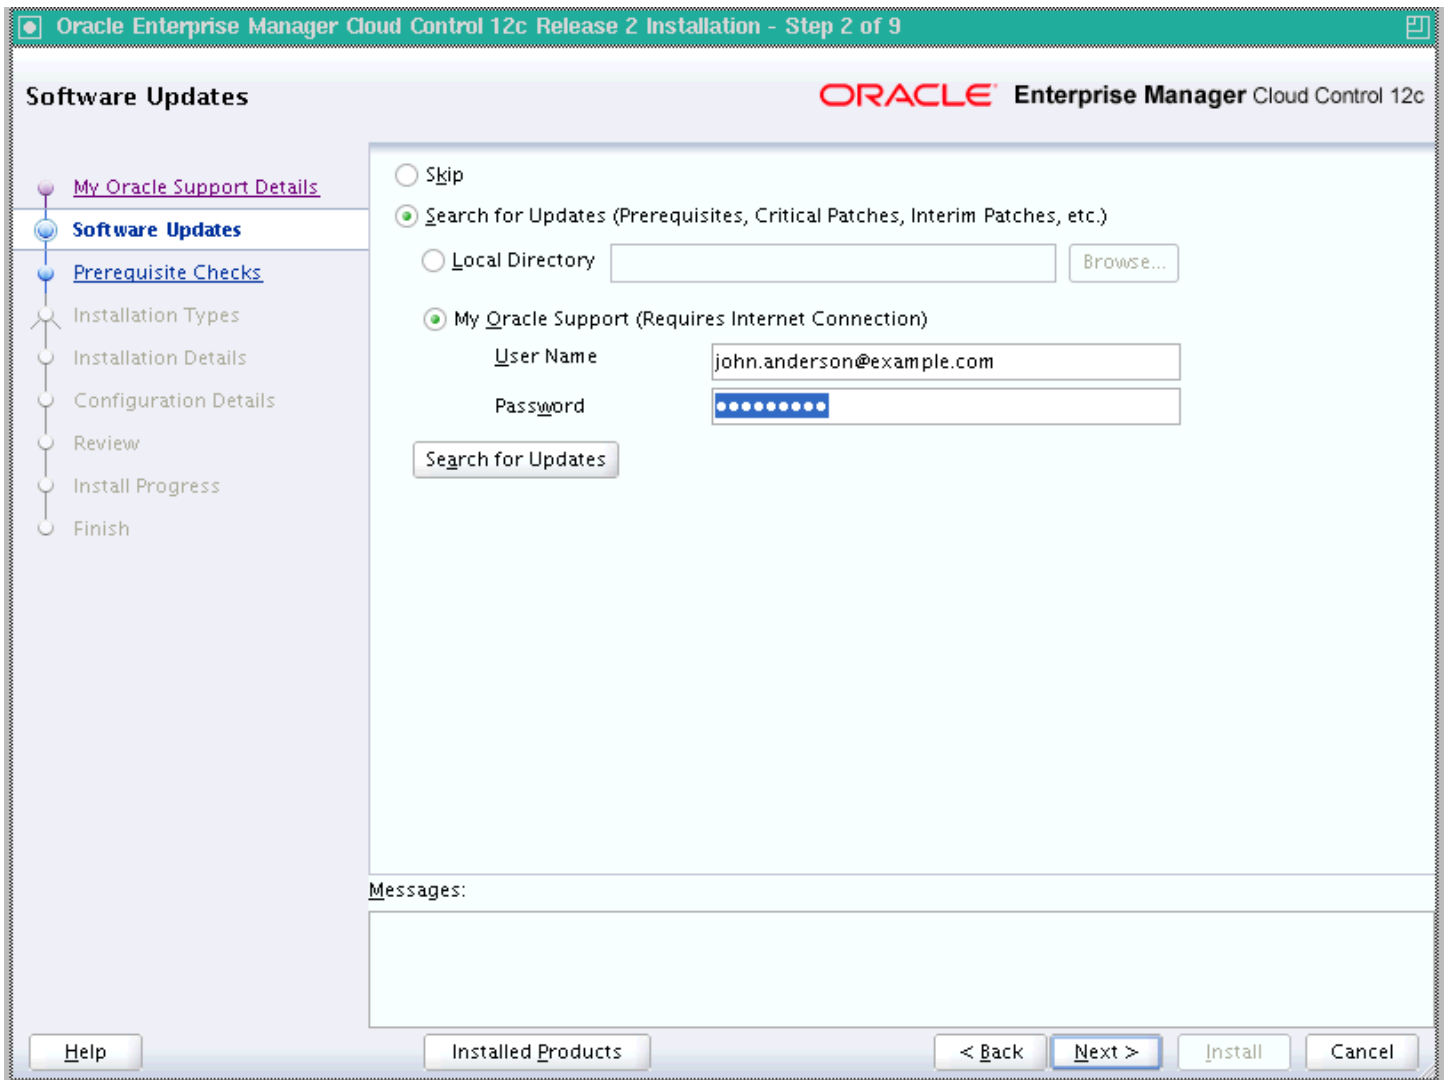 Oracle Enterprise Manager Cloud Control 12c Release 2 Installation - Step 2 of 9
Software Updates
ORACLE Enterprise Manager Cloud Control 12c
My Oracle Support Details
Software Updates
Prerequisite Checks
Installation Types
Installation Details
Configuration Details
Review
Install Progress
Finish
Skip
Search for Updates (Prerequisites, Critical Patches, Interim Patches, etc.)
Local Directory Browse...
My Oracle Support (Requires Internet Connection)
User Name john.anderson@example.com
Password •••••••••
Search for Updates
Messages:
Help Installed Products < Back Next > Install Cancel